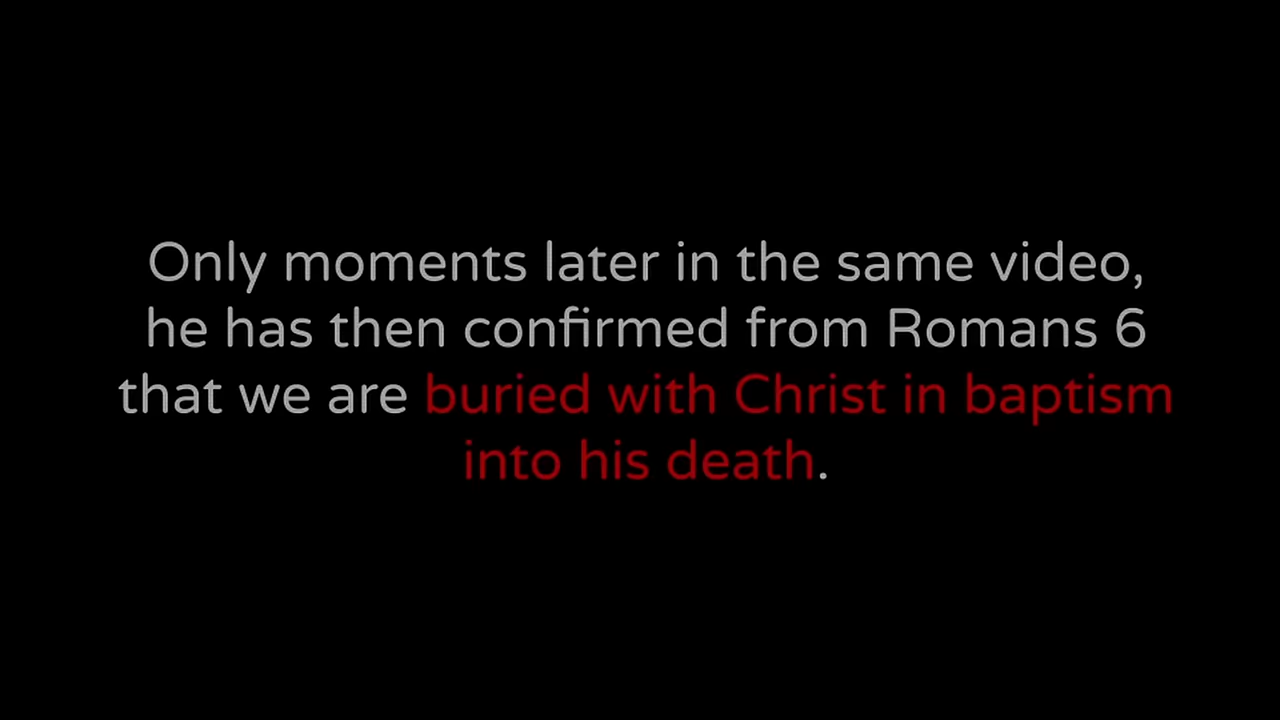 Only moments later in the same video,
he has then confirmed from Romans 6
that we are buried with Christ in baptism
into his death.